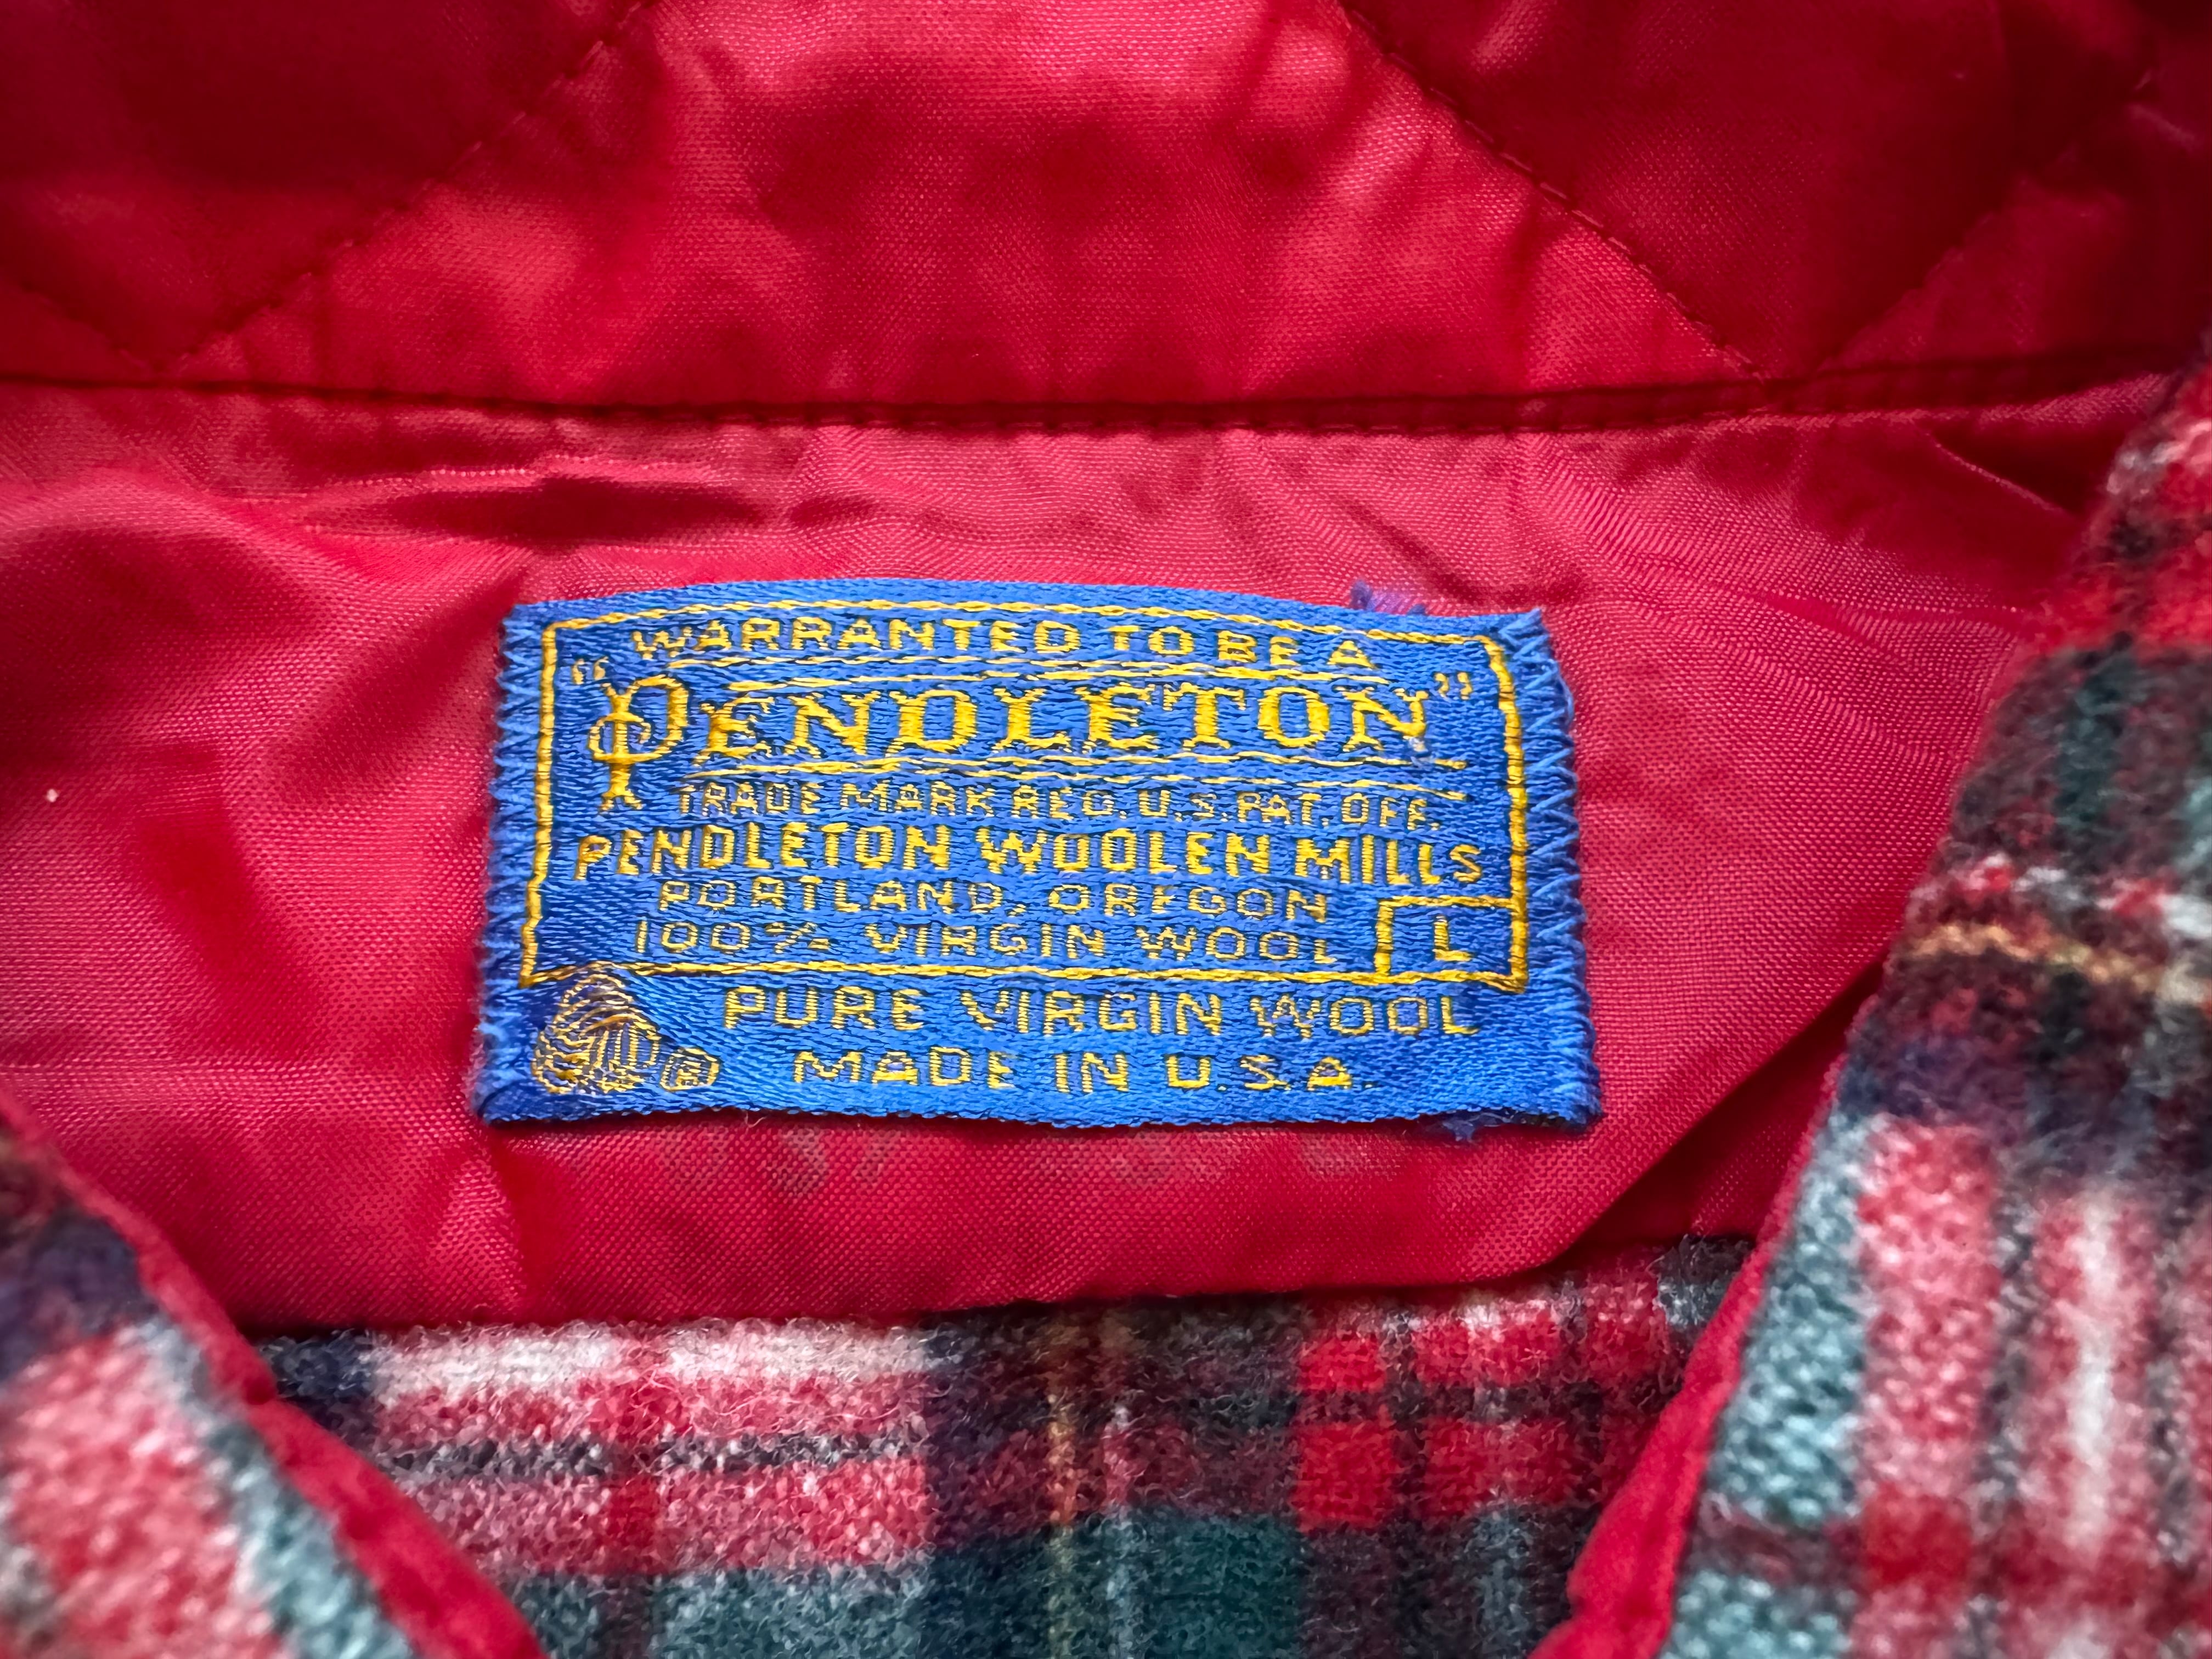 WARRANTED TO BE A
"PENDLETON"
TRADE MARK REG. U.S. PAT. OFF.
PENDLETON WOOLEN MILLS
PORTLAND, OREGON
100% VIRGIN WOOL L
PURE VIRGIN WOOL
® MADE IN U.S.A.